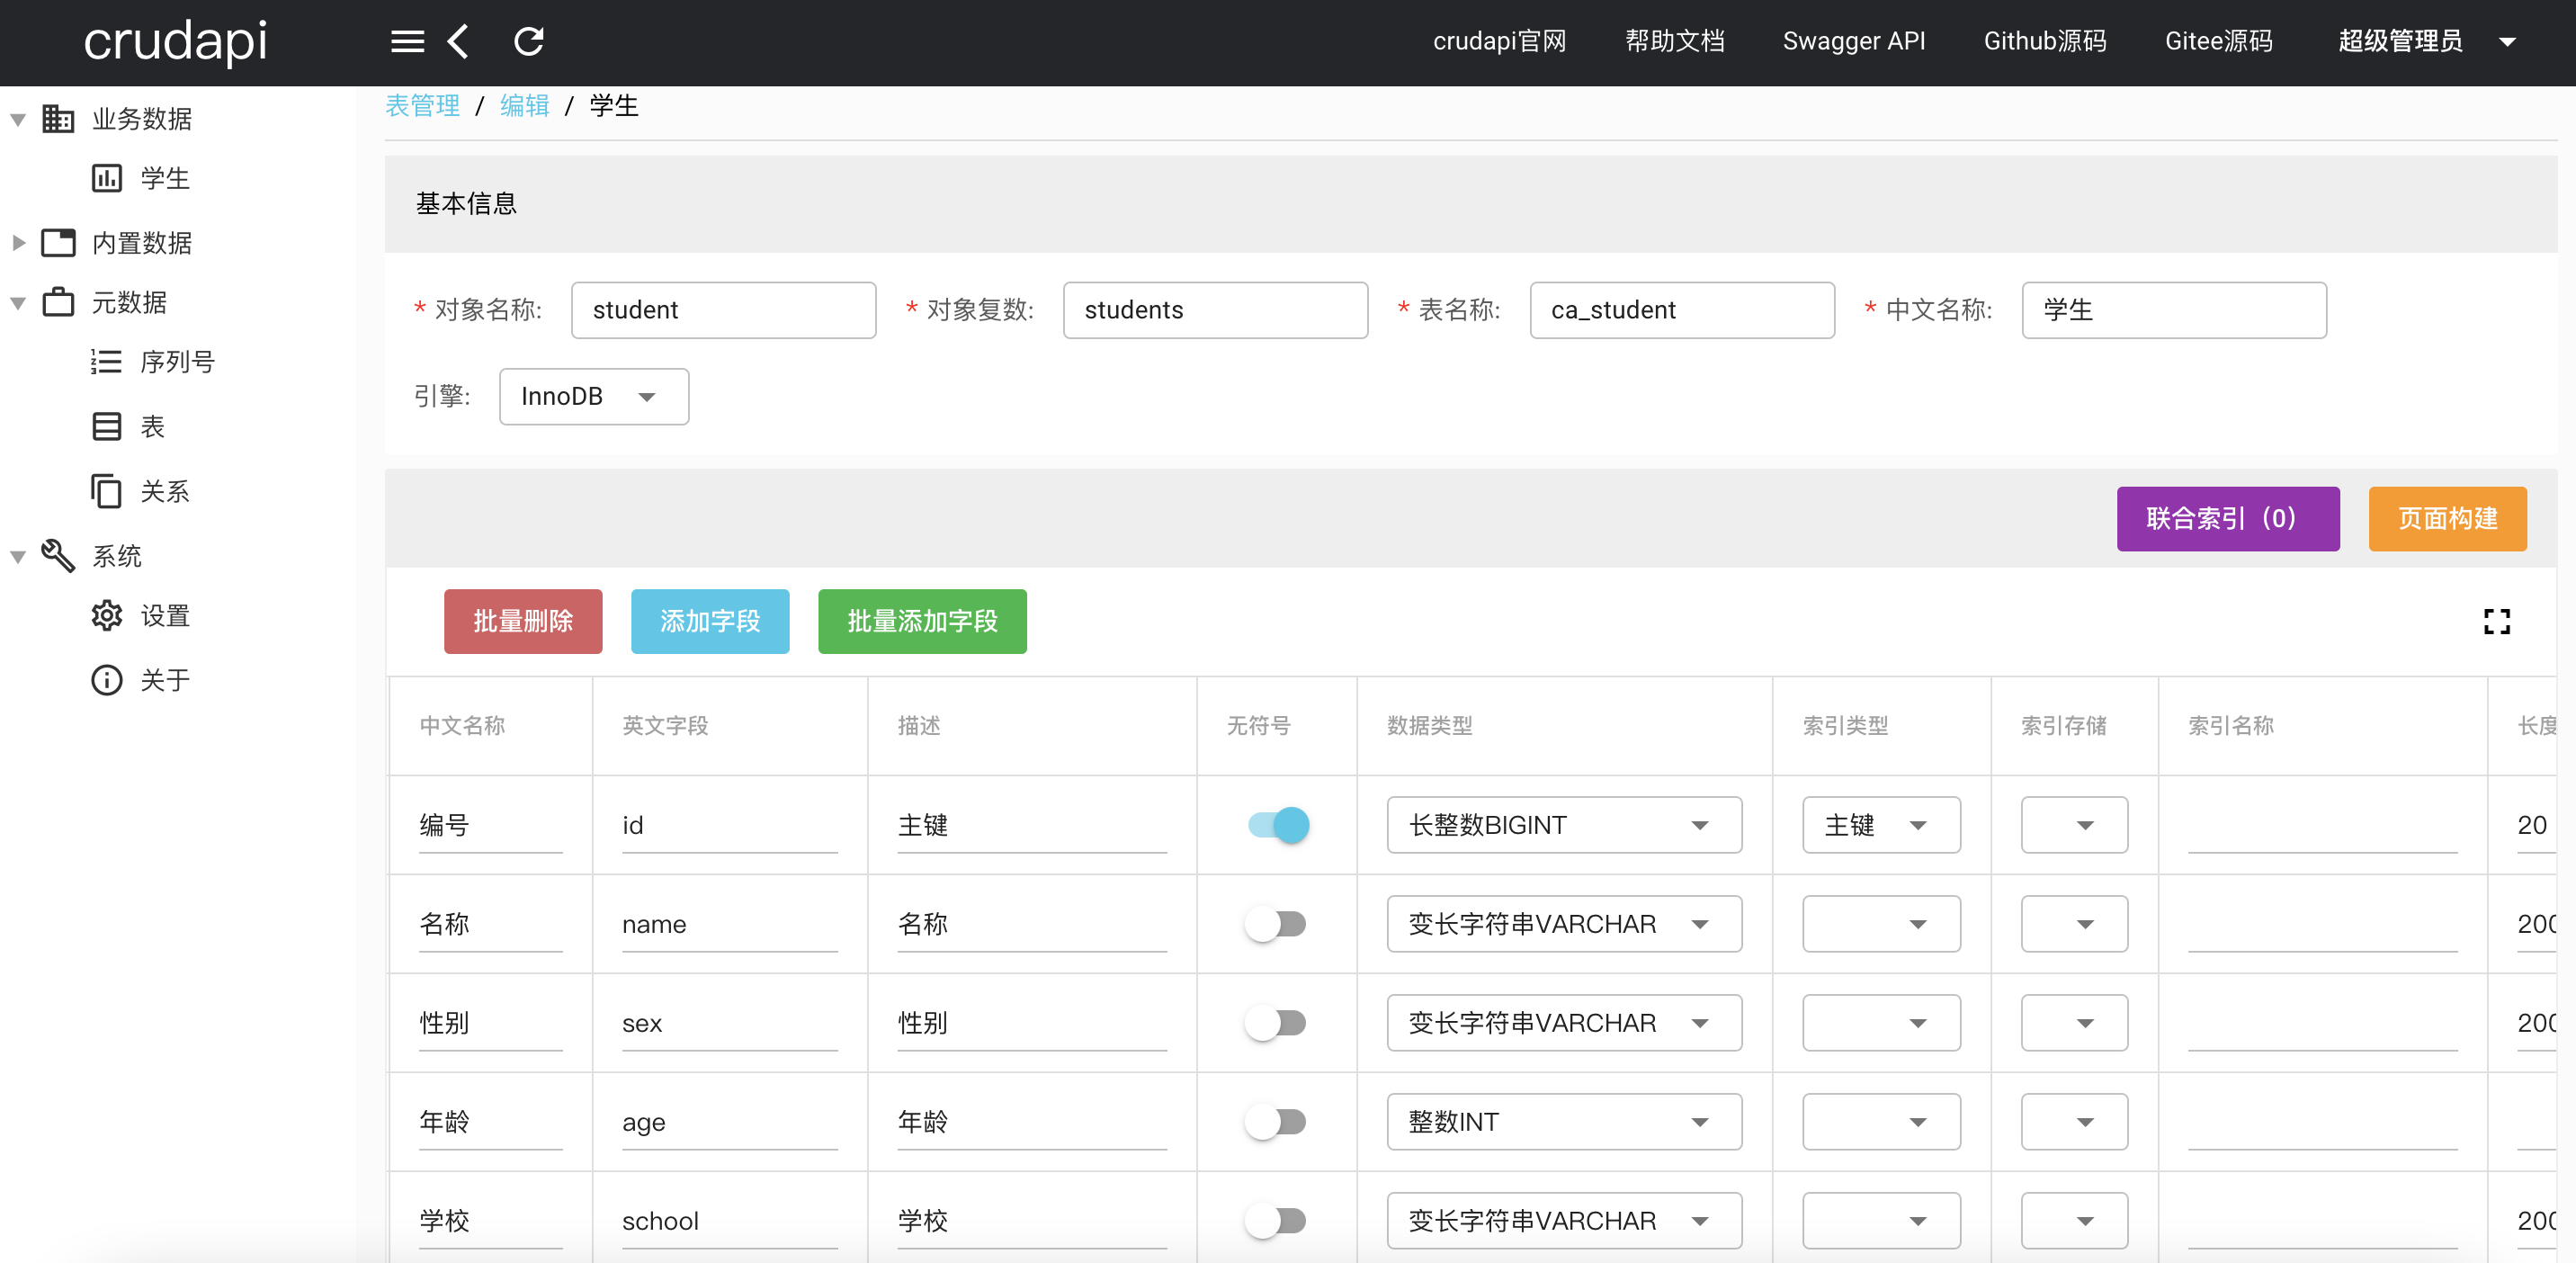 crudapi crudapi官网 帮助文档 Swagger API Github源码 Gitee源码 超级管理员
业务数据
学生
内置数据
元数据
序列号
表
关系
系统
设置
关于
表管理 / 编辑 / 学生
基本信息
* 对象名称: student * 对象复数: students * 表名称: ca_student * 中文名称: 学生
引擎: InnoDB
联合索引 (0) 页面构建
批量删除 添加字段 批量添加字段
中文名称 英文字段 描述 无符号 数据类型 索引类型 索引存储 索引名称 长度
编号 id 主键 长整数BIGINT 主键 20
名称 name 名称 变长字符串VARCHAR 200
性别 sex 性别 变长字符串VARCHAR 200
年龄 age 年龄 整数INT
学校 school 学校 变长字符串VARCHAR 200